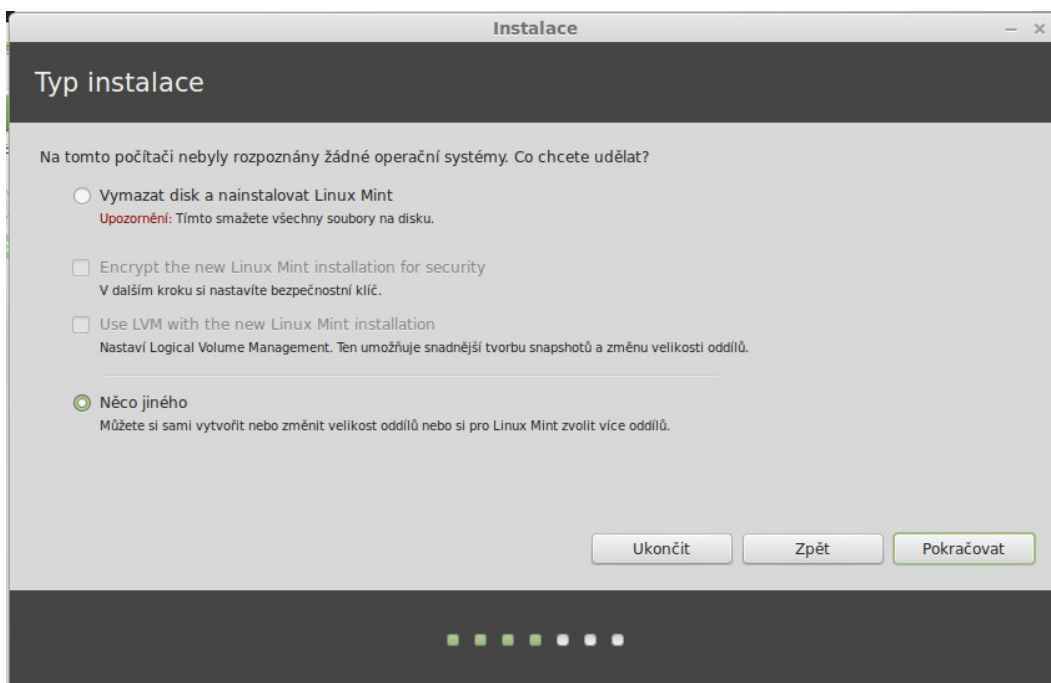 Instalace
Typ instalace
Na tomto počítači nebyly rozpoznány žádné operační systémy. Co chcete udělat?
Vymazat disk a nainstalovat Linux Mint
Upozornění: Tímto smažete všechny soubory na disku.
Encrypt the new Linux Mint installation for security
V dalším kroku si nastavíte bezpečnostní klíč.
Use LVM with the new Linux Mint installation
Nastaví Logical Volume Management. Ten umožňuje snadnější tvorbu snapshotů a změnu velikosti oddílů.
Něco jiného
Můžete si sami vytvořit nebo změnit velikost oddílů nebo si pro Linux Mint zvolit více oddílů.
Ukončit
Zpět
Pokračovat